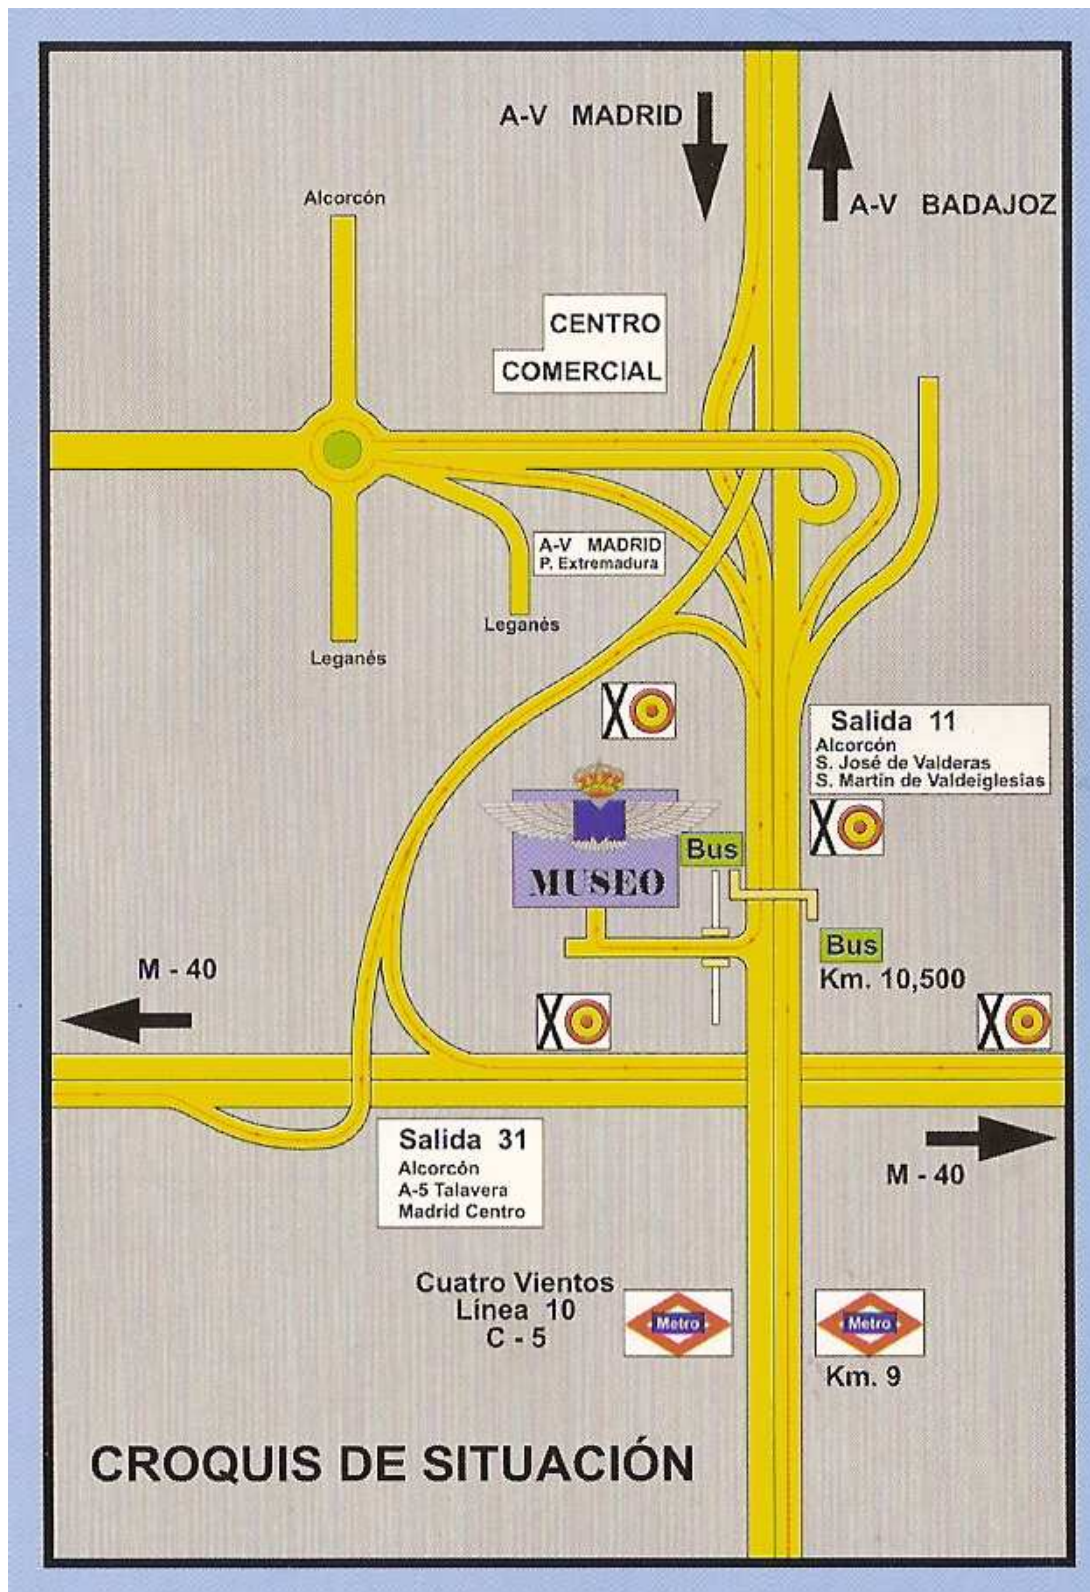 A-V MADRID
A-V BADAJOZ
Alcorcón
CENTRO
COMERCIAL
A-V MADRID
P. Extremadura
Leganés
Leganés
Salida 11
Alcorcón
S. José de Valderas
S. Martín de Valdeiglesias
M
MUSEO
Bus
Bus
Km. 10,500
M - 40
M - 40
Salida 31
Alcorcón
A-5 Talavera
Madrid Centro
Cuatro Vientos
Línea 10
C - 5
Metro
Metro
Km. 9
CROQUIS DE SITUACIÓN